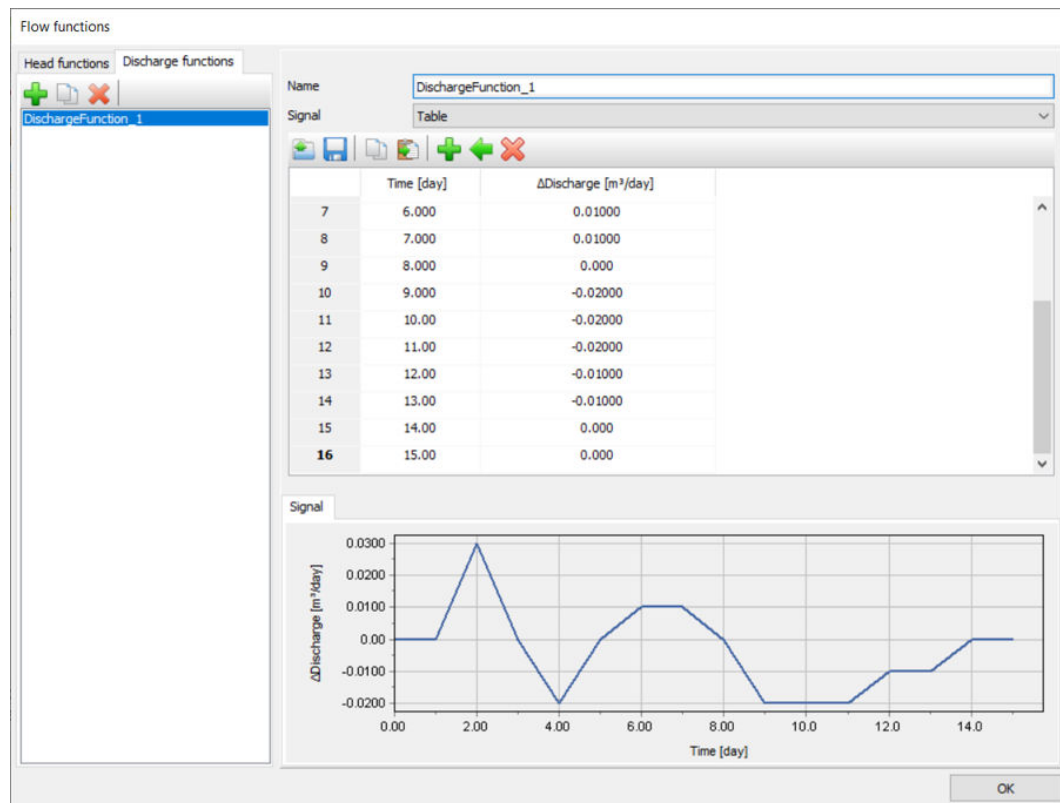 Flow functions
Head functions Discharge functions
DischargeFunction_1
Name DischargeFunction_1
Signal Table
Time [day] ΔDischarge [m³/day]
7 6.000 0.01000
8 7.000 0.01000
9 8.000 0.000
10 9.000 -0.02000
11 10.00 -0.02000
12 11.00 -0.02000
13 12.00 -0.01000
14 13.00 -0.01000
15 14.00 0.000
16 15.00 0.000
Signal
ΔDischarge [m³/day]
0.0300
0.0200
0.0100
0.00
-0.0100
-0.0200
0.00 2.00 4.00 6.00 8.00 10.0 12.0 14.0
Time [day]
OK